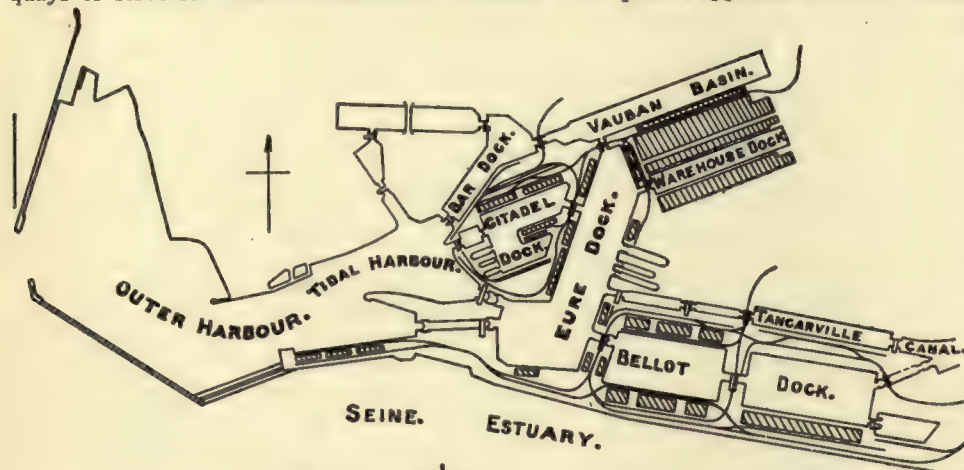 VAUBAN BASIN.
BAR DOCK.
WAREHOUSE DOCK
CITADEL
DOCK
EURE DOCK.
TIDAL HARBOUR.
OUTER HARBOUR.
TANCARVILLE
CANAL.
BELLOT
DOCK.
SEINE. ESTUARY.